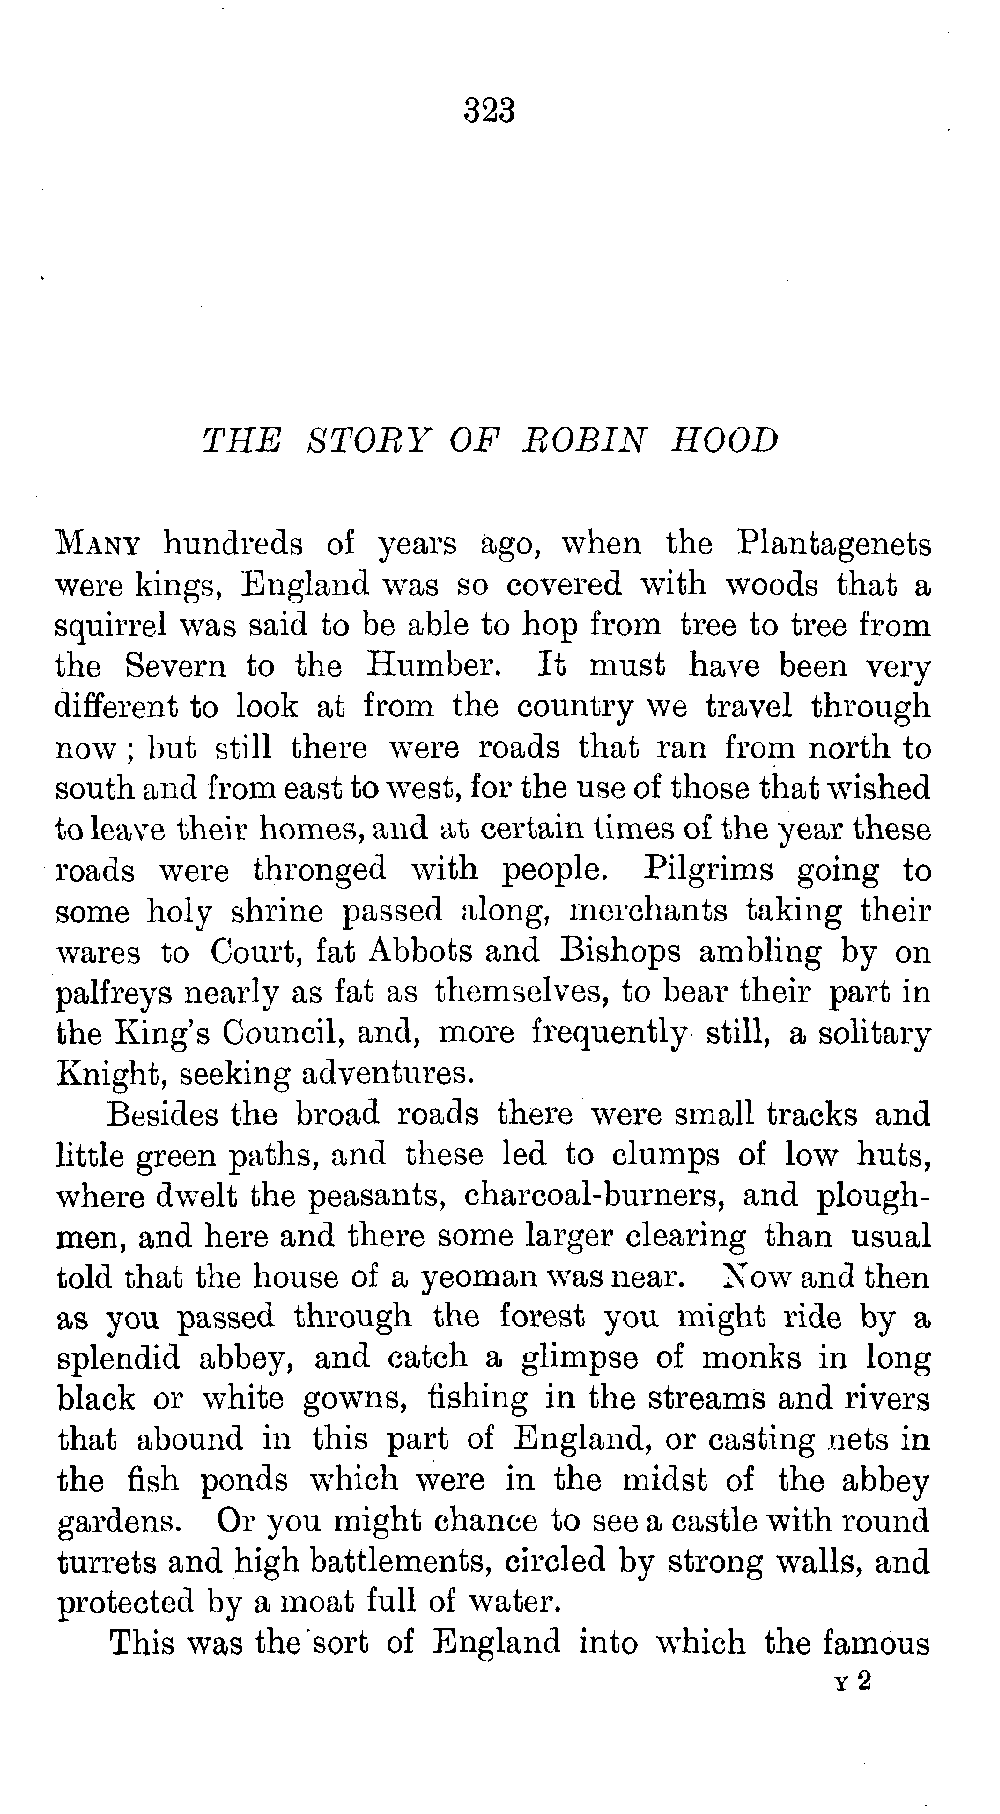 323
THE STORY OF ROBIN HOOD
MANY hundreds of years ago, when the Plantagenets
were kings, England was so covered with woods that a
squirrel was said to be able to hop from tree to tree from
the Severn to the Humber. It must have been very
different to look at from the country we travel through
now ; but still there were roads that ran from north to
south and from east to west, for the use of those that wished
to leave their homes, and at certain times of the year these
roads were thronged with people. Pilgrims going to
some holy shrine passed along, merchants taking their
wares to Court, fat Abbots and Bishops ambling by on
palfreys nearly as fat as themselves, to bear their part in
the King's Council, and, more frequently still, a solitary
Knight, seeking adventures.
Besides the broad roads there were small tracks and
little green paths, and these led to clumps of low huts,
where dwelt the peasants, charcoal-burners, and plough-
men, and here and there some larger clearing than usual
told that the house of a yeoman was near. Now and then
as you passed through the forest you might ride by a
splendid abbey, and catch a glimpse of monks in long
black or white gowns, fishing in the streams and rivers
that abound in this part of England, or casting nets in
the fish ponds which were in the midst of the abbey
gardens. Or you might chance to see a castle with round
turrets and high battlements, circled by strong walls, and
protected by a moat full of water.
This was the sort of England into which the famous
Y 2